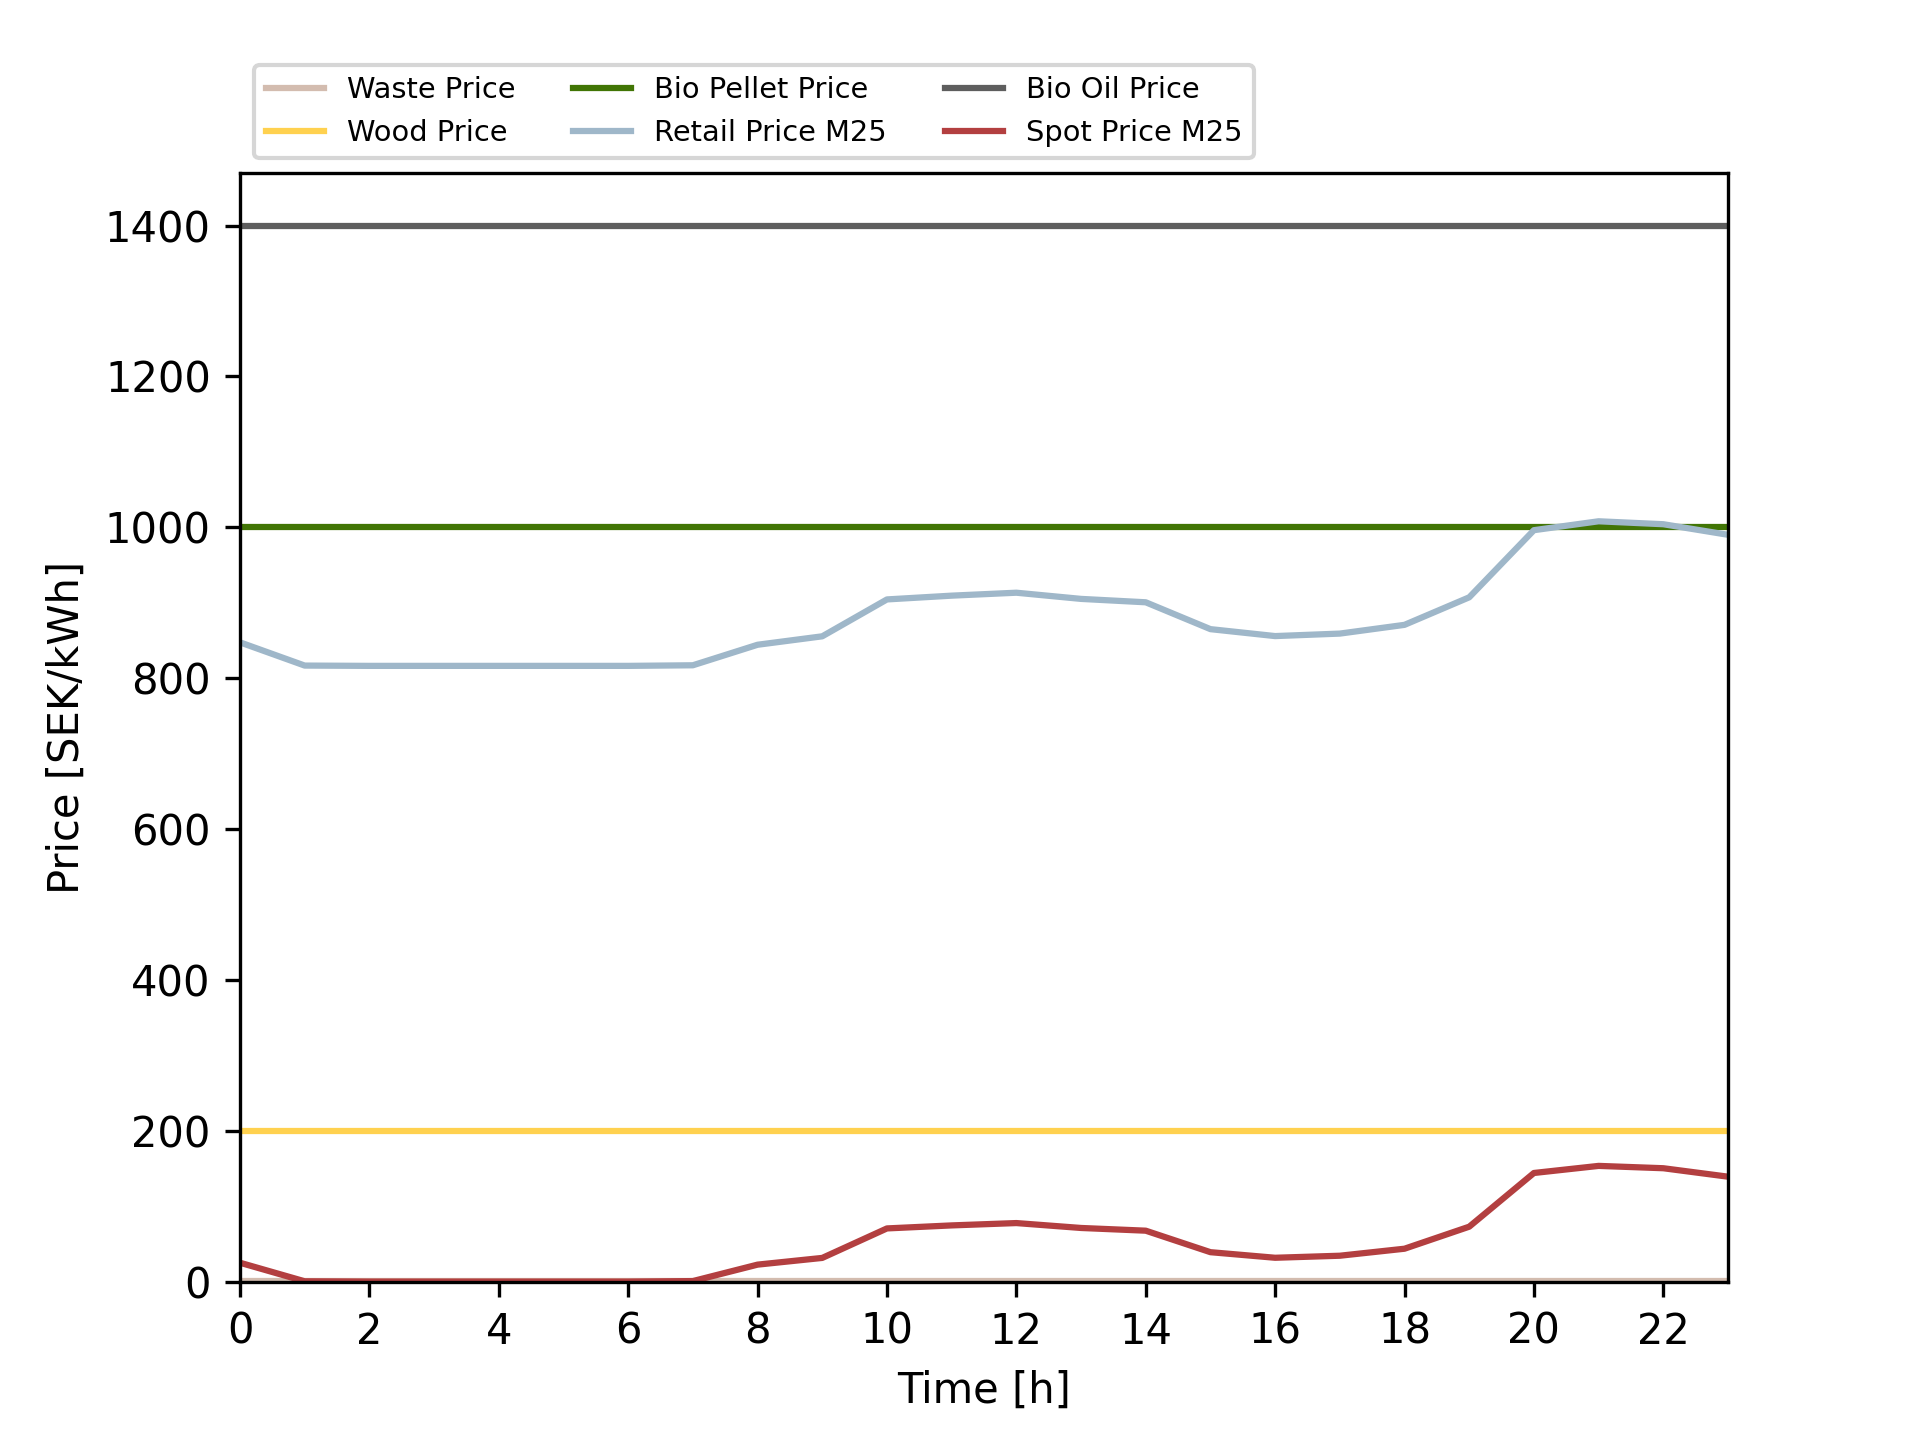 Waste Price Bio Pellet Price Bio Oil Price
Wood Price Retail Price M25 Spot Price M25
1400
1200
1000
800
600
400
200
0
Price [SEK/kWh]
0 2 4 6 8 10 12 14 16 18 20 22
Time [h]